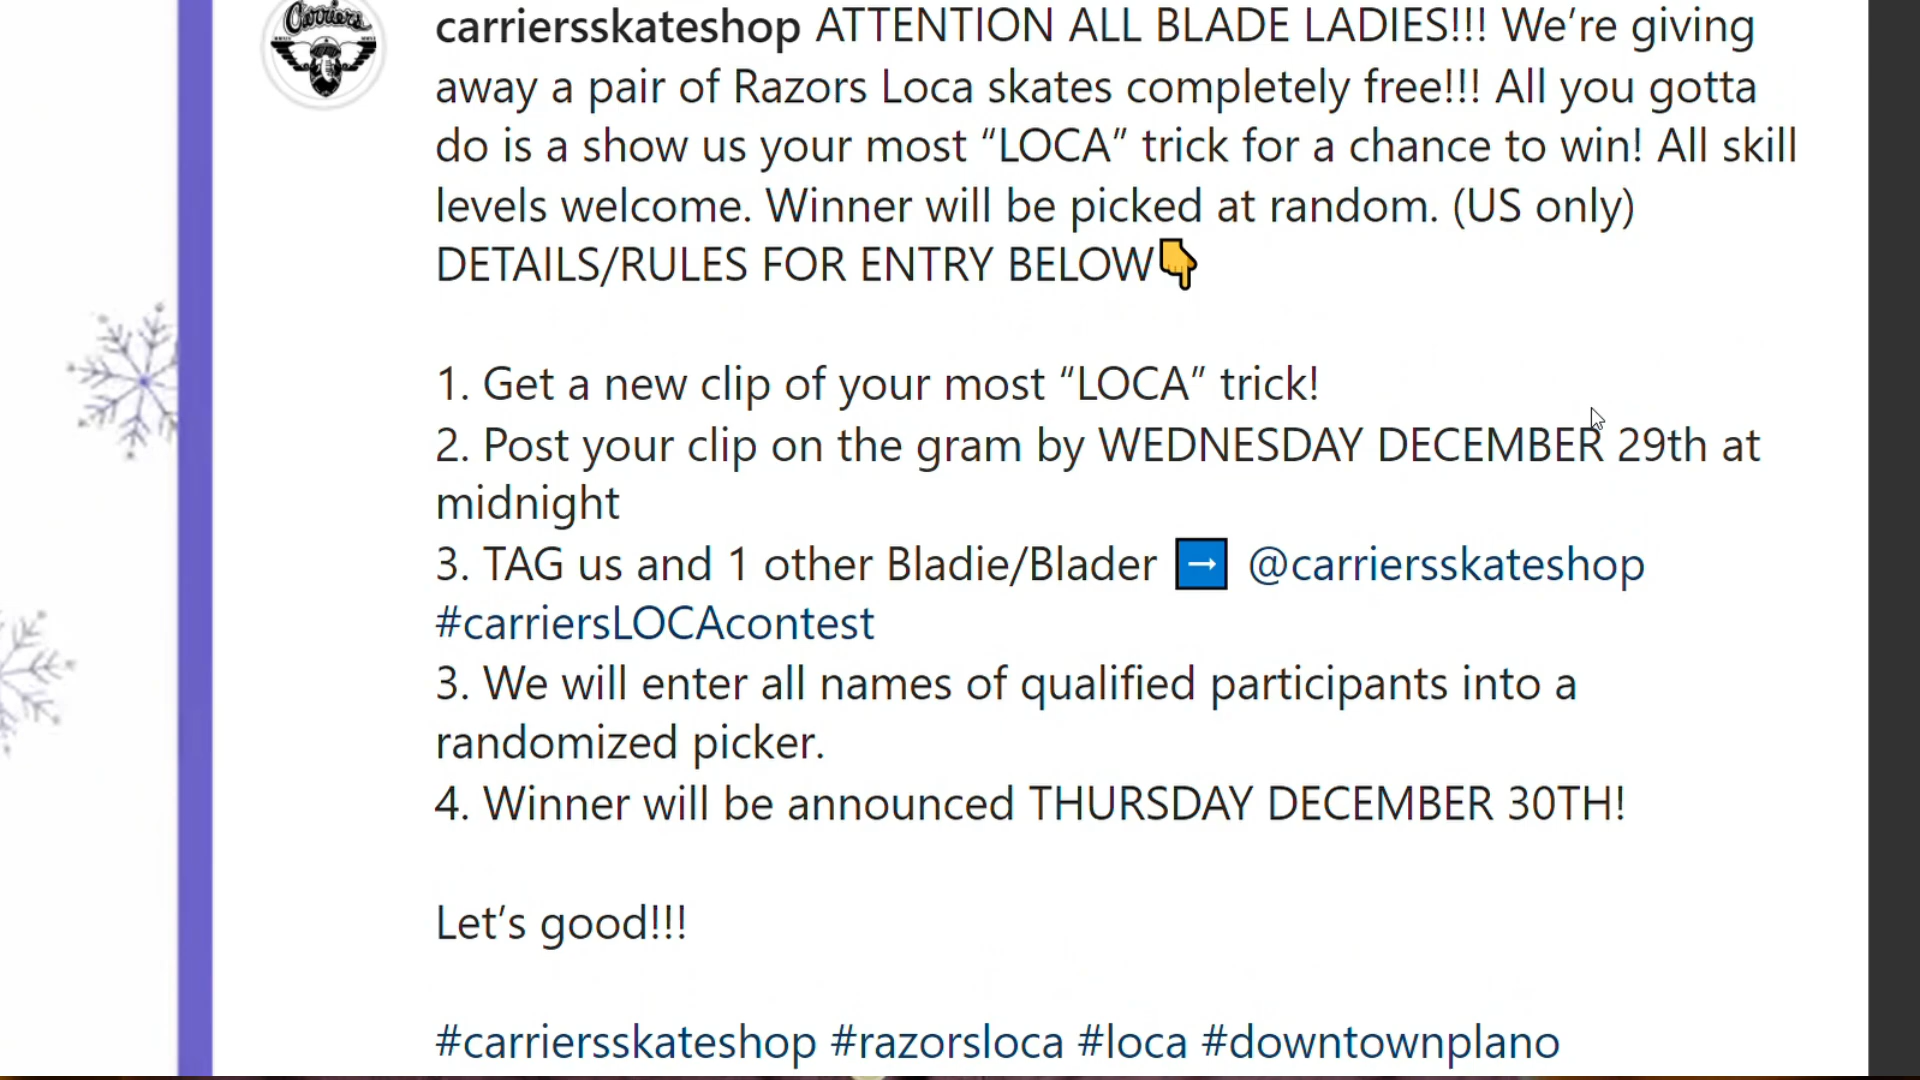 Carriers
carriersskateshop ATTENTION ALL BLADE LADIES!!! We’re giving
away a pair of Razors Loca skates completely free!!! All you gotta
do is a show us your most “LOCA” trick for a chance to win! All skill
levels welcome. Winner will be picked at random. (US only)
DETAILS/RULES FOR ENTRY BELOW👇
1. Get a new clip of your most “LOCA” trick!
2. Post your clip on the gram by WEDNESDAY DECEMBER 29th at
midnight
3. TAG us and 1 other Bladie/Blader ➡️ @carriersskateshop
#carriersLOCAcontest
3. We will enter all names of qualified participants into a
randomized picker.
4. Winner will be announced THURSDAY DECEMBER 30TH!
Let’s good!!!
#carriersskateshop #razorsloca #loca #downtownplano